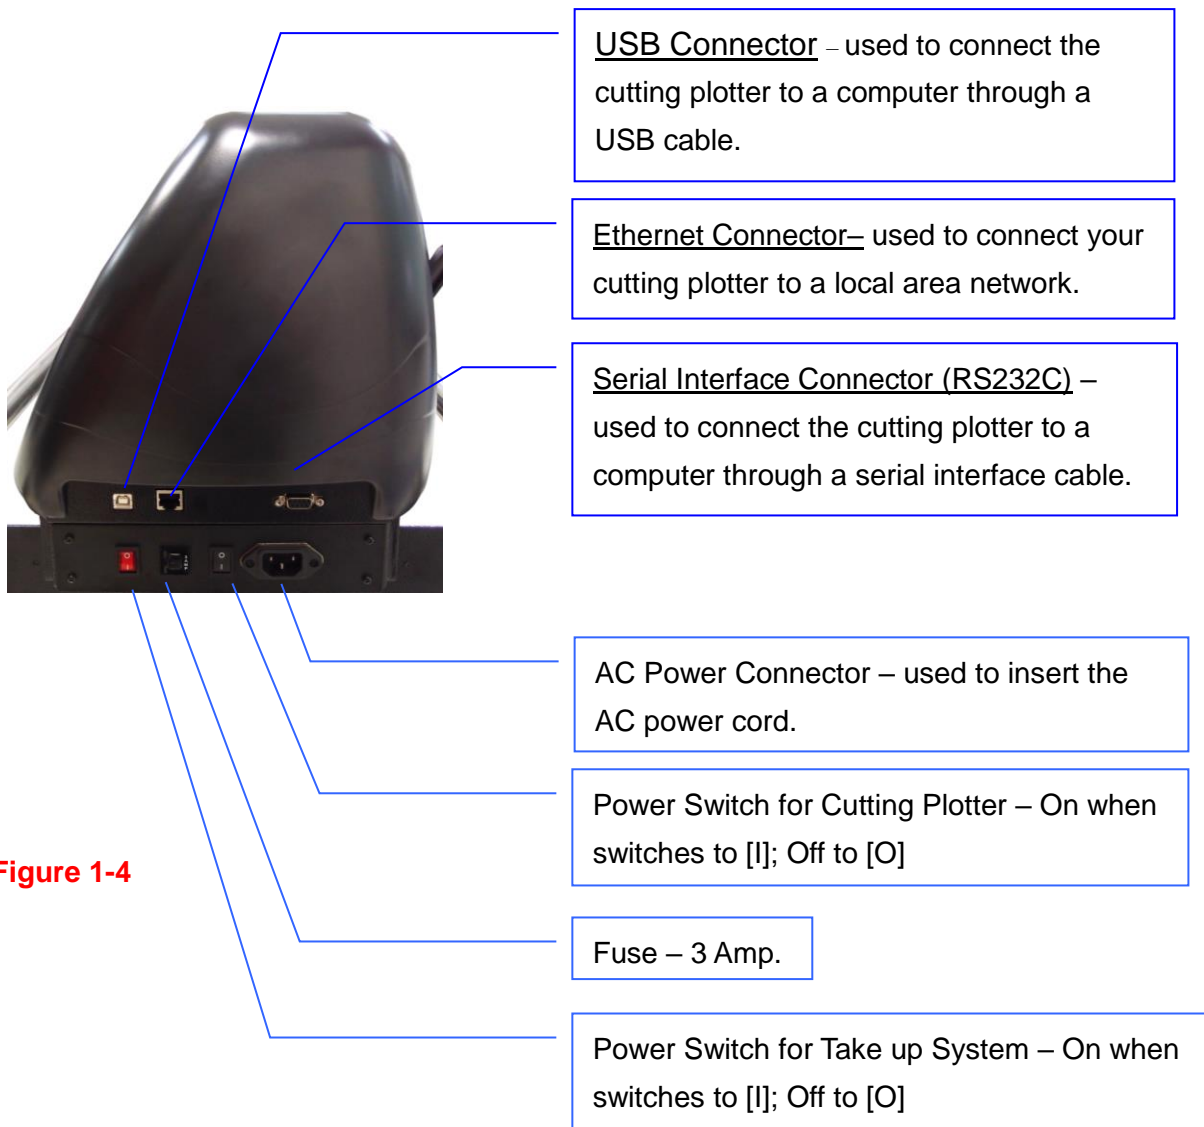 USB Connector – used to connect the
cutting plotter to a computer through a
USB cable.
Ethernet Connector– used to connect your
cutting plotter to a local area network.
Serial Interface Connector (RS232C) –
used to connect the cutting plotter to a
computer through a serial interface cable.
AC Power Connector – used to insert the
AC power cord.
Power Switch for Cutting Plotter – On when
switches to [I]; Off to [O]
Figure 1-4
Fuse – 3 Amp.
Power Switch for Take up System – On when
switches to [I]; Off to [O]